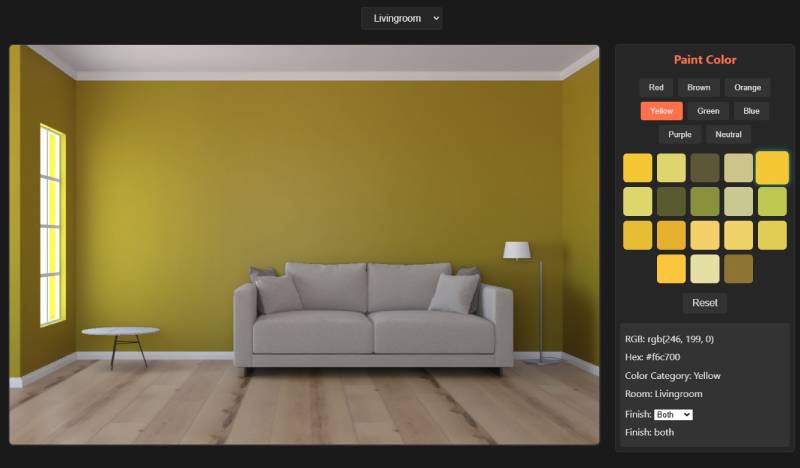 Livingroom
Paint Color
Red Brown Orange
Yellow Green Blue
Purple Neutral
Reset
RGB: rgb(246, 199, 0)
Hex: #f6c700
Color Category: Yellow
Room: Livingroom
Finish: Both
Finish: both